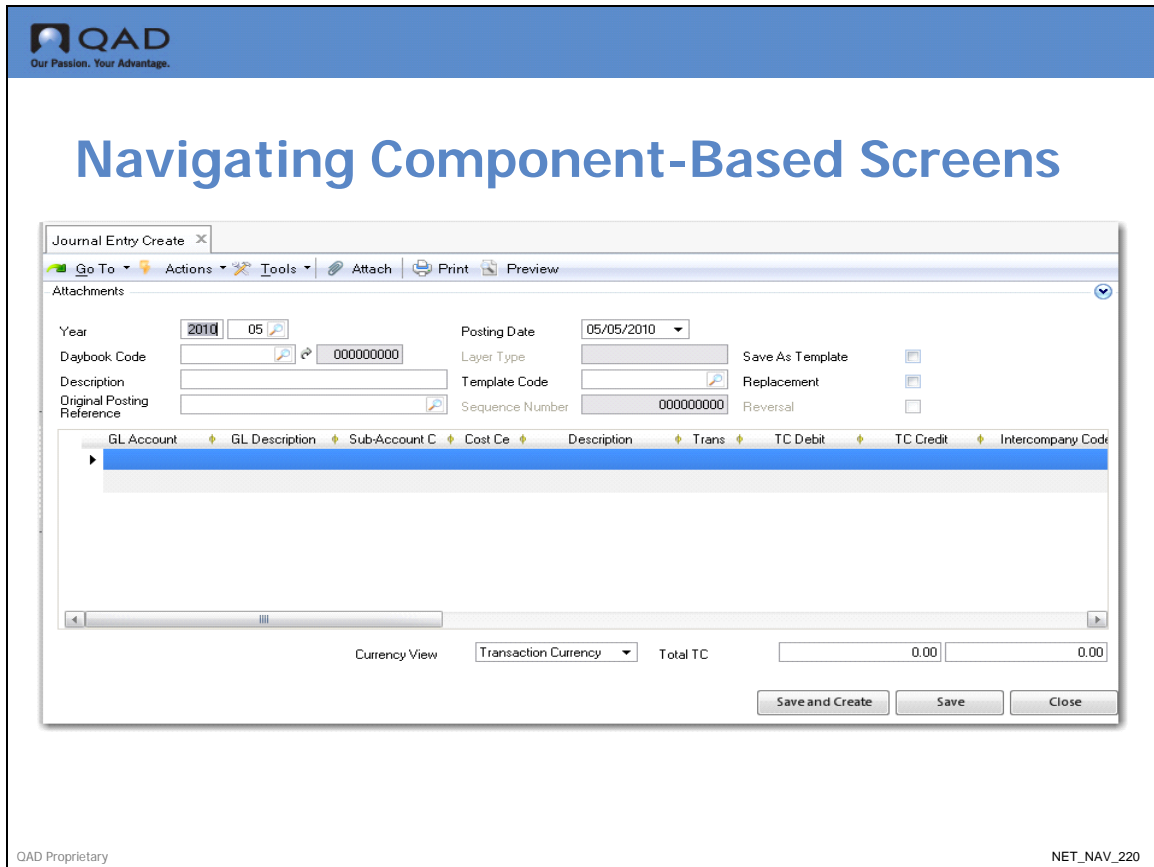 QAD
Our Passion. Your Advantage.
Navigating Component-Based Screens
Journal Entry Create
Go To Actions Tools Attach Print Preview
Attachments
Year 2010 05 Posting Date 05/05/2010
Daybook Code 000000000 Layer Type Save As Template
Description Template Code Replacement
Original Posting Reference Sequence Number 000000000 Reversal
GL Account GL Description Sub-Account C Cost Ce Description Trans TC Debit TC Credit Intercompany Code
Currency View Transaction Currency Total TC 0.00 0.00
Save and Create Save Close
QAD Proprietary NET_NAV_220